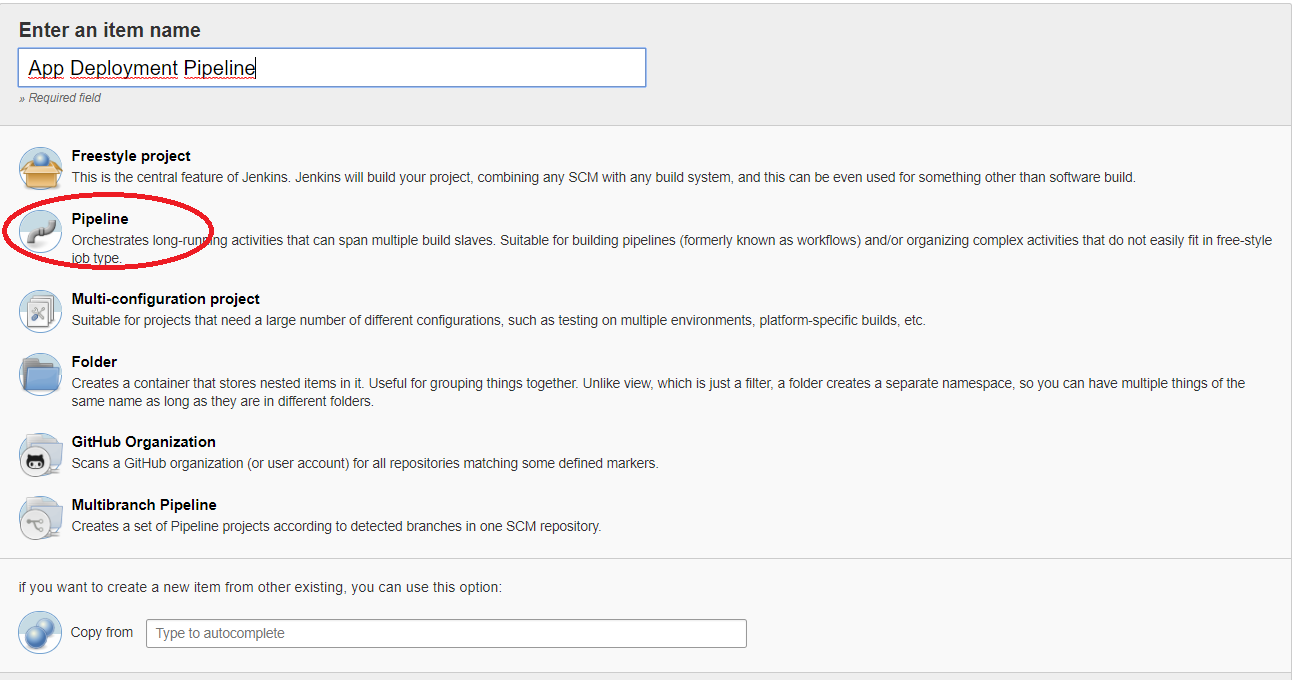 Enter an item name
App Deployment Pipeline
» Required field
Freestyle project
This is the central feature of Jenkins. Jenkins will build your project, combining any SCM with any build system, and this can be even used for something other than software build.
Pipeline
Orchestrates long-running activities that can span multiple build slaves. Suitable for building pipelines (formerly known as workflows) and/or organizing complex activities that do not easily fit in free-style
job type.
Multi-configuration project
Suitable for projects that need a large number of different configurations, such as testing on multiple environments, platform-specific builds, etc.
Folder
Creates a container that stores nested items in it. Useful for grouping things together. Unlike view, which is just a filter, a folder creates a separate namespace, so you can have multiple things of the
same name as long as they are in different folders.
GitHub Organization
Scans a GitHub organization (or user account) for all repositories matching some defined markers.
Multibranch Pipeline
Creates a set of Pipeline projects according to detected branches in one SCM repository.
if you want to create a new item from other existing, you can use this option:
Copy from Type to autocomplete